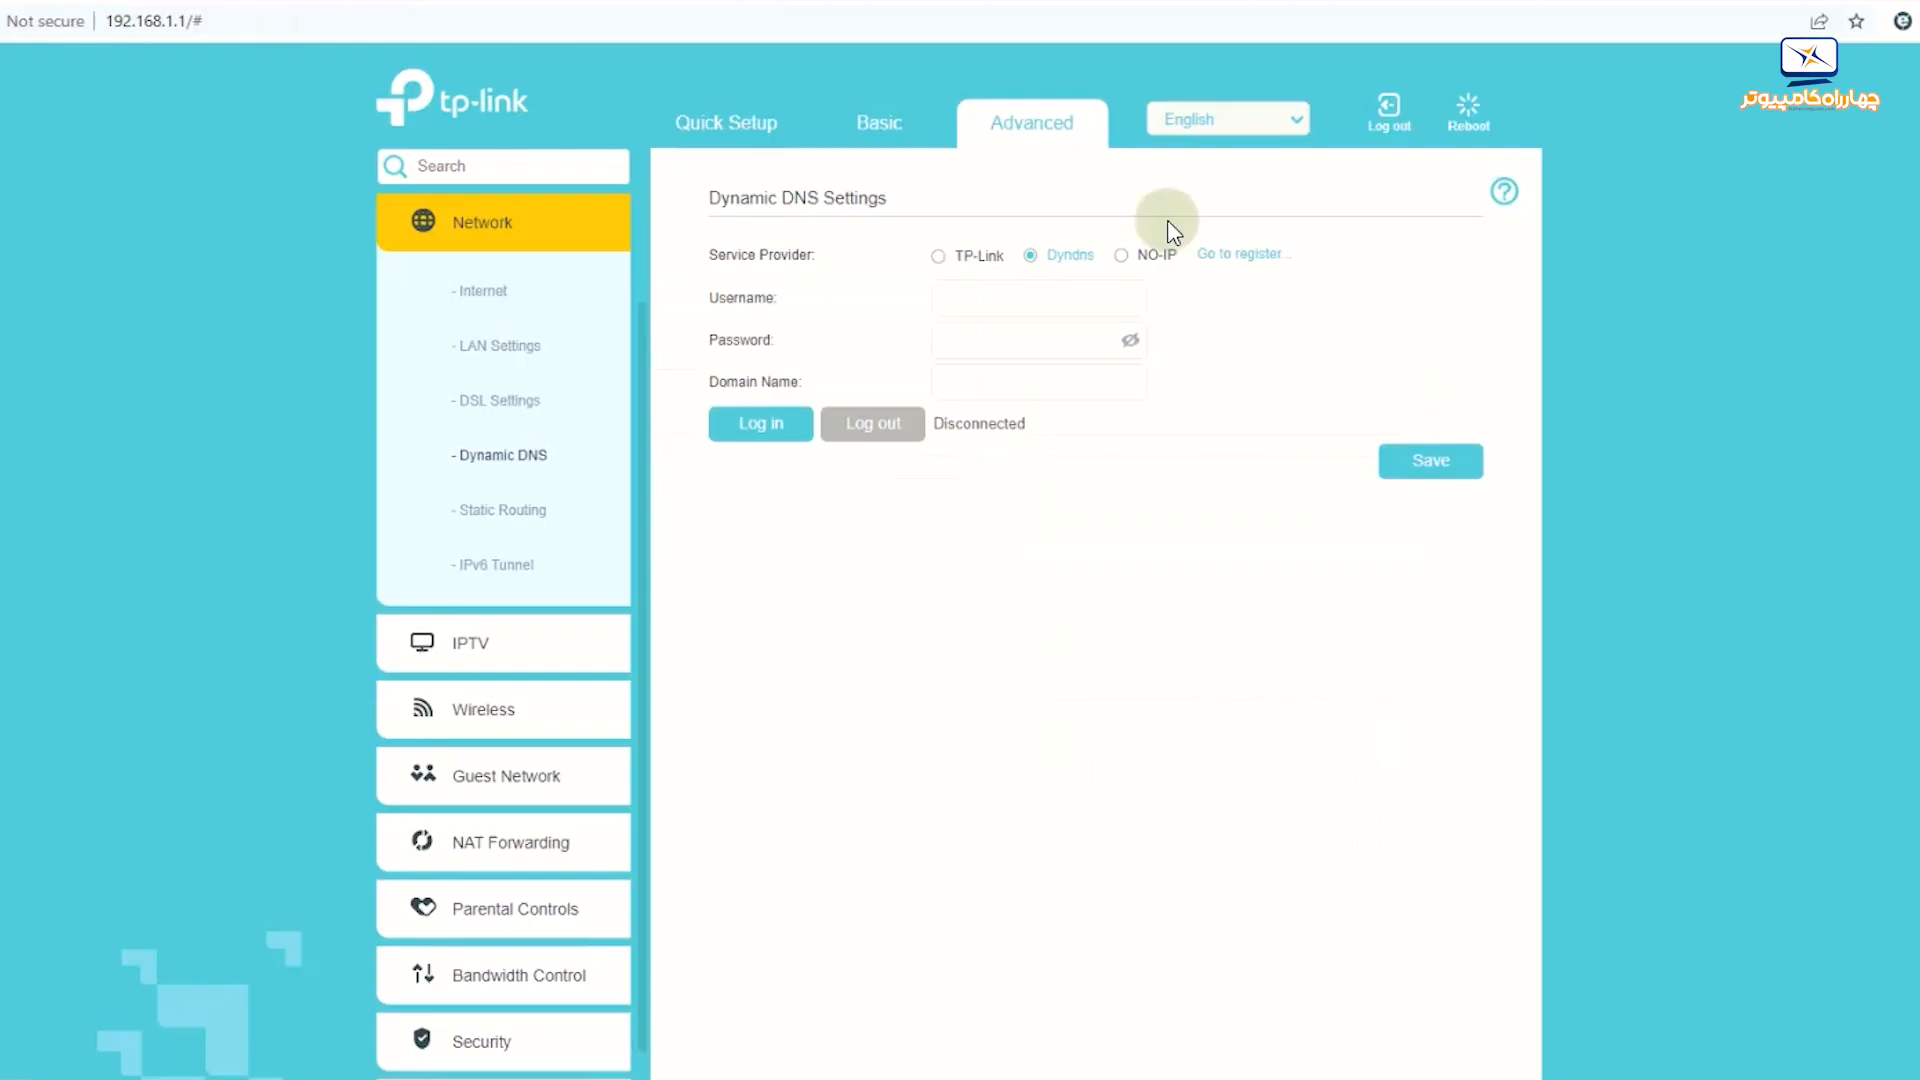 Not secure | 192.168.1.1/#
چهارراه کامپیوتر
tp-link
Quick Setup
Basic
Advanced
English
Log out
Reboot
Search
Network
- Internet
- LAN Settings
- DSL Settings
- Dynamic DNS
- Static Routing
- IPv6 Tunnel
IPTV
Wireless
Guest Network
NAT Forwarding
Parental Controls
Bandwidth Control
Security
Dynamic DNS Settings
?
Service Provider: TP-Link Dyndns NO-IP Go to register...
Username:
Password:
Domain Name:
Log in Log out Disconnected
Save